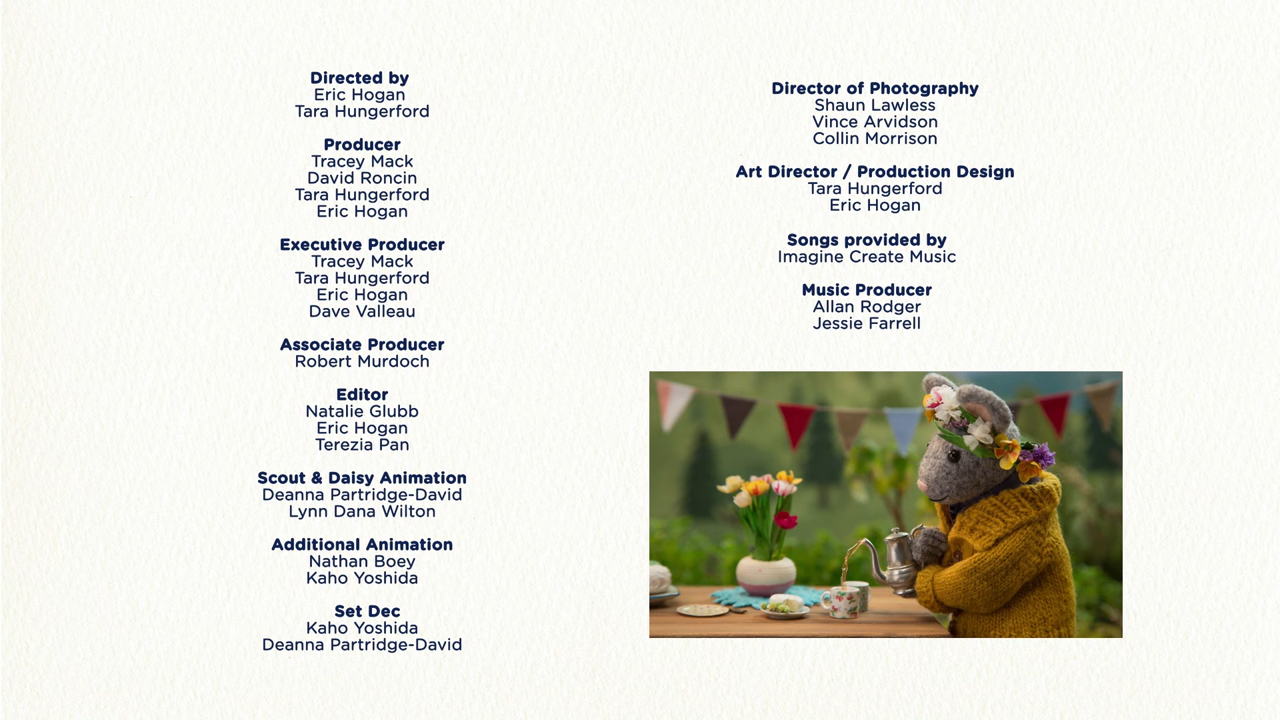 Directed by
Eric Hogan
Tara Hungerford
Producer
Tracey Mack
David Roncin
Tara Hungerford
Eric Hogan
Executive Producer
Tracey Mack
Tara Hungerford
Eric Hogan
Dave Valleau
Associate Producer
Robert Murdoch
Editor
Natalie Glubb
Eric Hogan
Terezia Pan
Scout & Daisy Animation
Deanna Partridge-David
Lynn Dana Wilton
Additional Animation
Nathan Boey
Kaho Yoshida
Set Dec
Kaho Yoshida
Deanna Partridge-David
Director of Photography
Shaun Lawless
Vince Arvidson
Collin Morrison
Art Director / Production Design
Tara Hungerford
Eric Hogan
Songs provided by
Imagine Create Music
Music Producer
Allan Rodger
Jessie Farrell